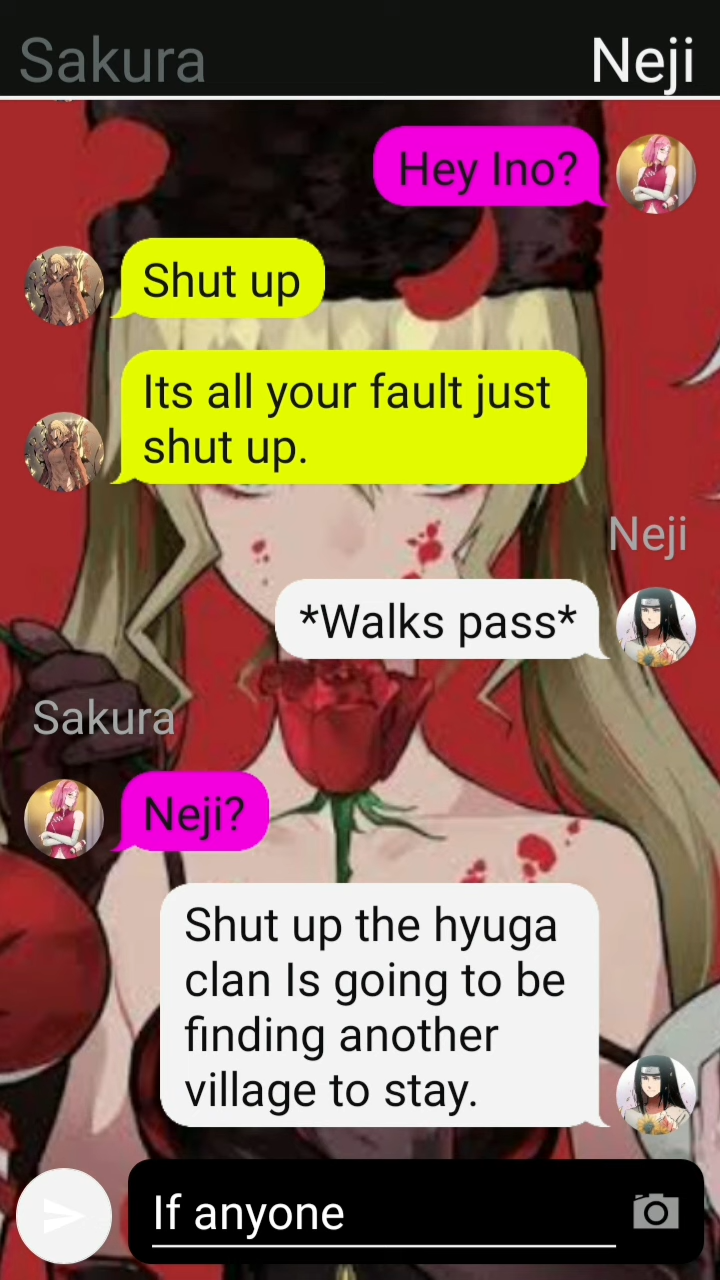 Sakura
Neji
Hey Ino?
Shut up
Its all your fault just
shut up.
Neji
*Walks pass*
Sakura
Neji?
Shut up the hyuga
clan Is going to be
finding another
village to stay.
If anyone